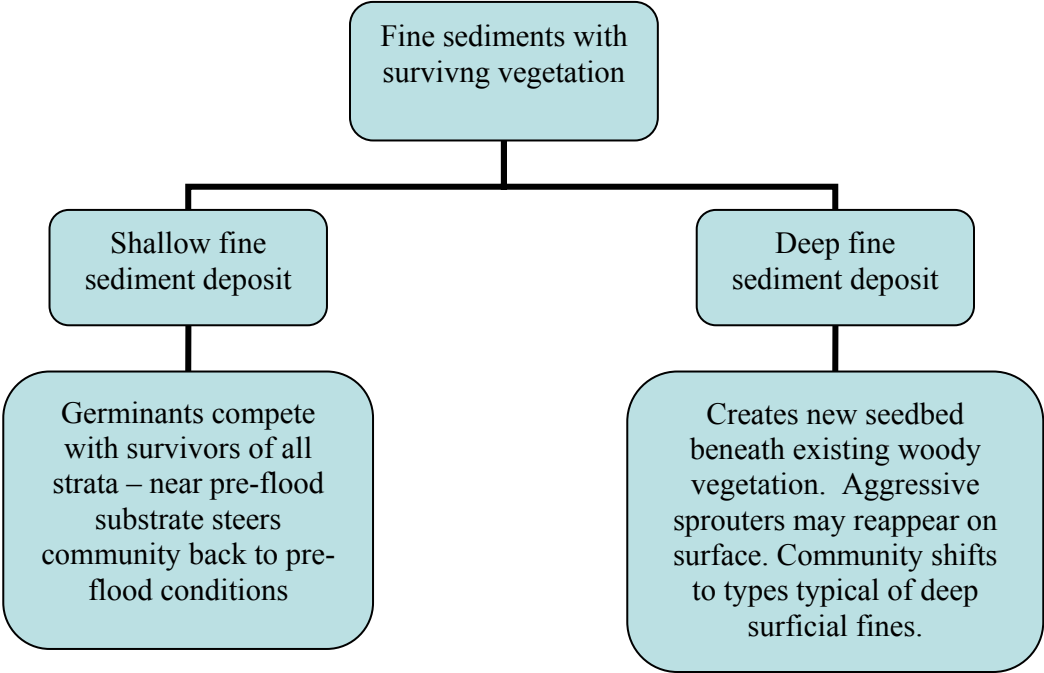 Fine sediments with
survivng vegetation
Shallow fine
sediment deposit
Deep fine
sediment deposit
Germinants compete
with survivors of all
strata – near pre-flood
substrate steers
community back to pre-
flood conditions
Creates new seedbed
beneath existing woody
vegetation.  Aggressive
sprouters may reappear on
surface. Community shifts
to types typical of deep
surficial fines.